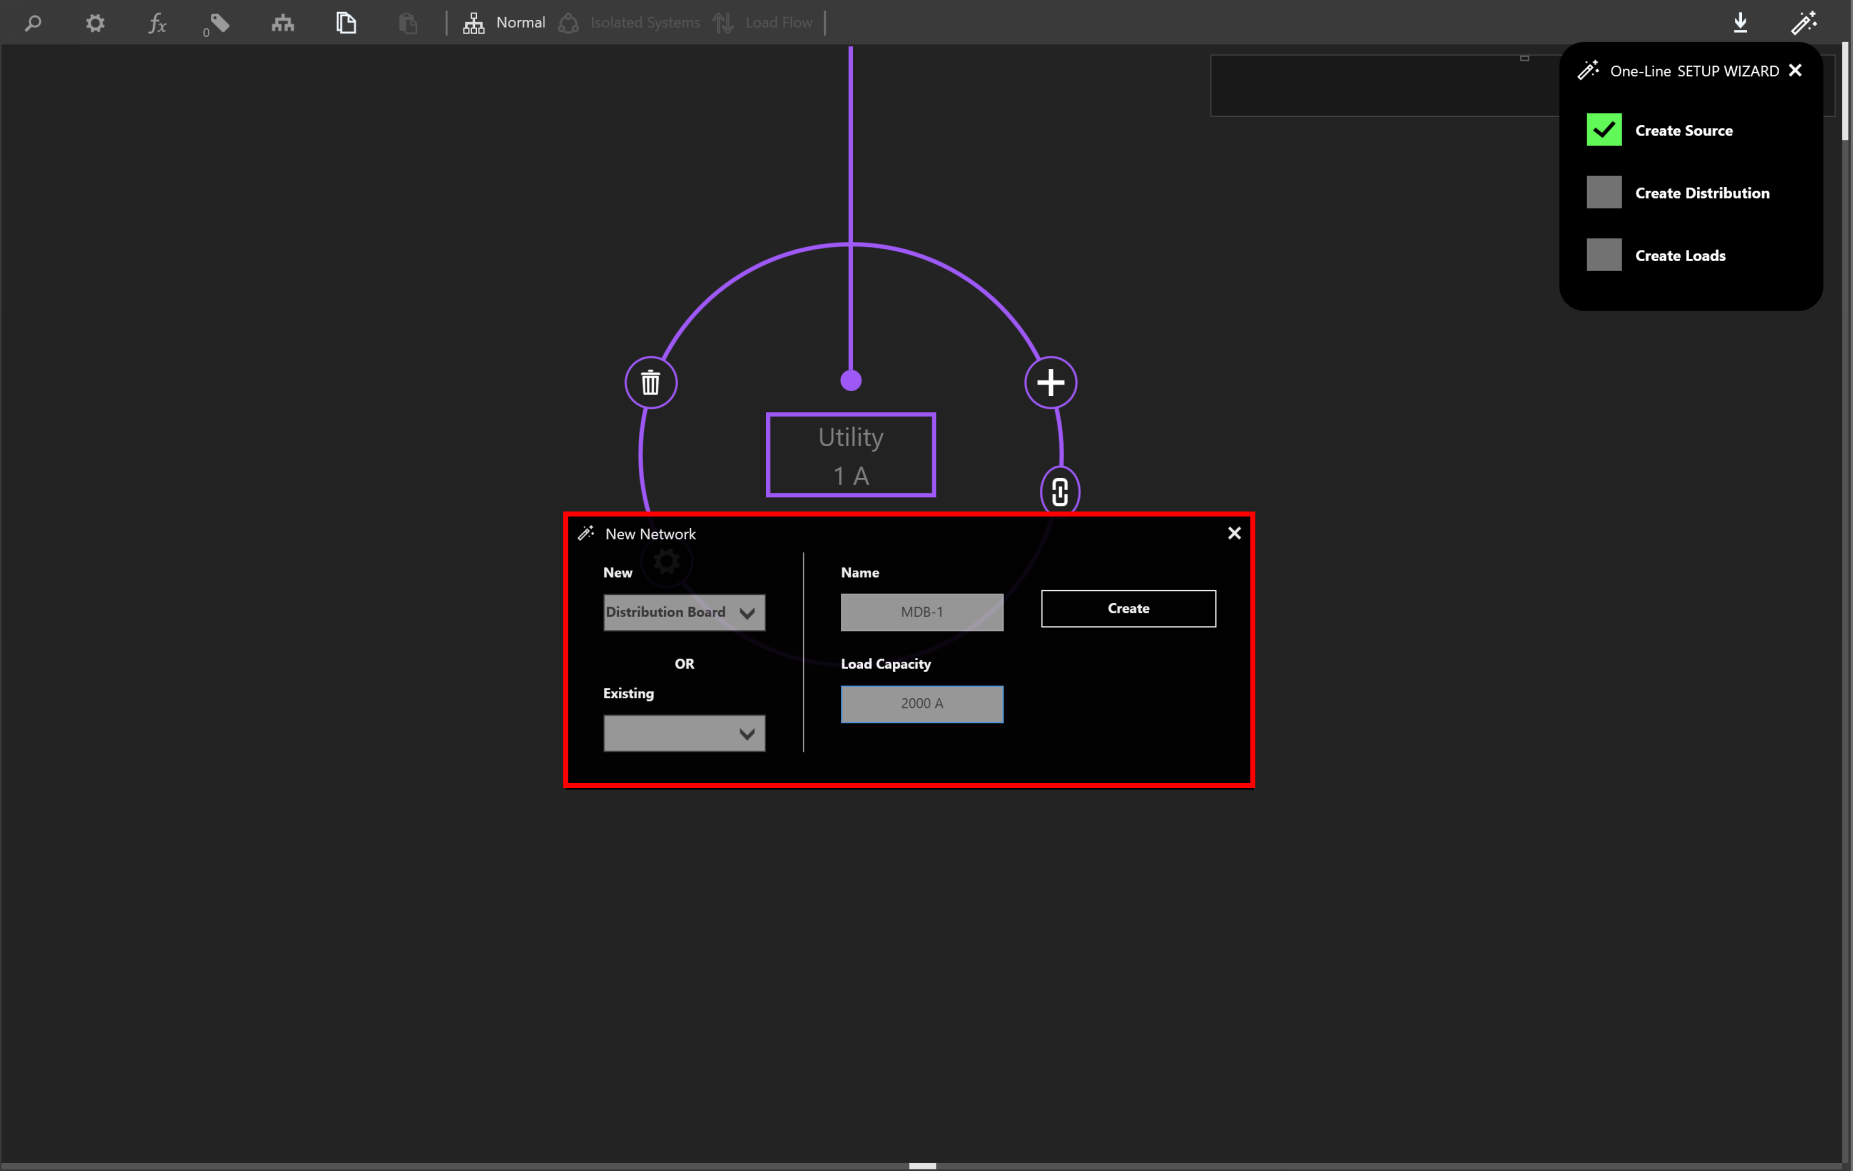 fx
0
Normal
Isolated Systems
Load Flow
One-Line SETUP WIZARD
Create Source
Create Distribution
Create Loads
Utility
1 A
New Network
New
Distribution Board
OR
Existing
Name
MDB-1
Load Capacity
2000 A
Create